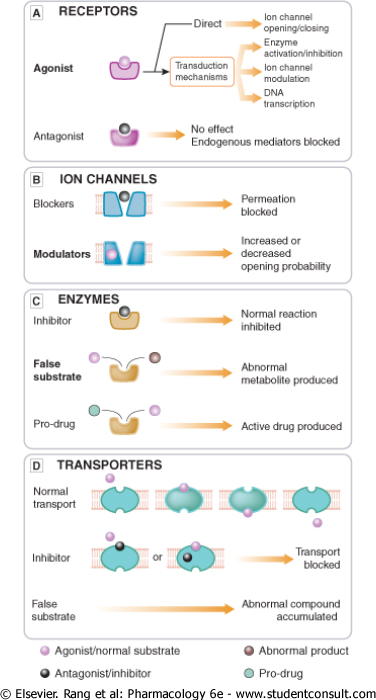 A RECEPTORS
Agonist
Direct
Ion channel
opening/closing
Transduction
mechanisms
Enzyme
activation/inhibition
Ion channel
modulation
DNA
transcription
Antagonist
No effect
Endogenous mediators blocked
B ION CHANNELS
Blockers
Permeation
blocked
Modulators
Increased or
decreased
opening probability
C ENZYMES
Inhibitor
Normal reaction
inhibited
False
substrate
Abnormal
metabolite produced
Pro-drug
Active drug produced
D TRANSPORTERS
Normal
transport
Inhibitor
or
Transport
blocked
False
substrate
Abnormal compound
accumulated
Agonist/normal substrate
Abnormal product
Antagonist/inhibitor
Pro-drug
© Elsevier. Rang et al: Pharmacology 6e - www.studentconsult.com